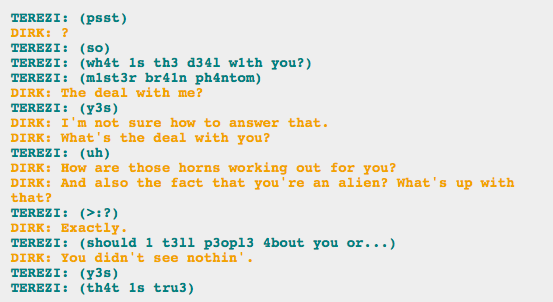 TEREZI: (psst)
DIRK: ?
TEREZI: (so)
TEREZI: (wh4t 1s th3 d34l w1th you?)
TEREZI: (m1st3r br41n ph4ntom)
DIRK: The deal with me?
TEREZI: (y3s)
DIRK: I'm not sure how to answer that.
DIRK: What's the deal with you?
TEREZI: (uh)
DIRK: How are those horns working out for you?
DIRK: And also the fact that you're an alien? What's up with
that?
TEREZI: (>:?)
DIRK: Exactly.
TEREZI: (should 1 t3ll p3opl3 4bout you or...)
DIRK: You didn't see nothin'.
TEREZI: (y3s)
TEREZI: (th4t 1s tru3)